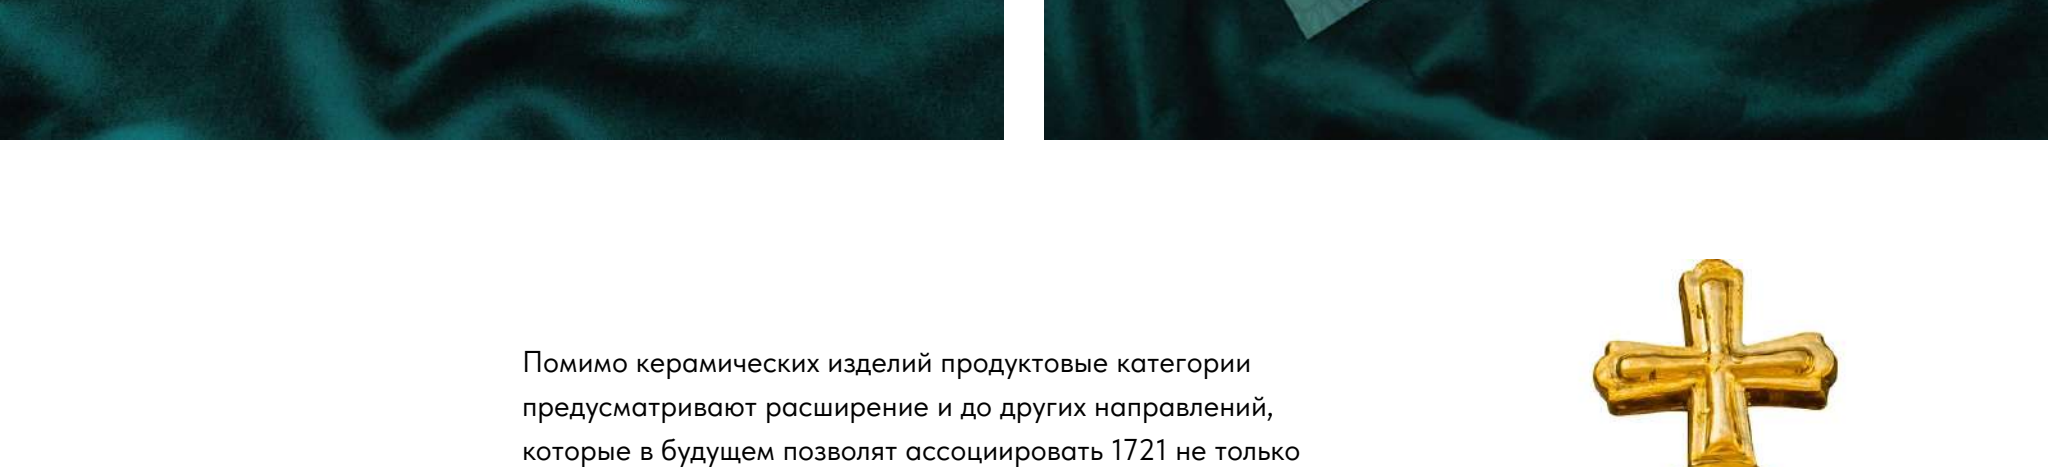 Помимо керамических изделий продуктовые категории
предусматривают расширение и до других направлений,
которые в будущем позволят ассоциировать 1721 не только